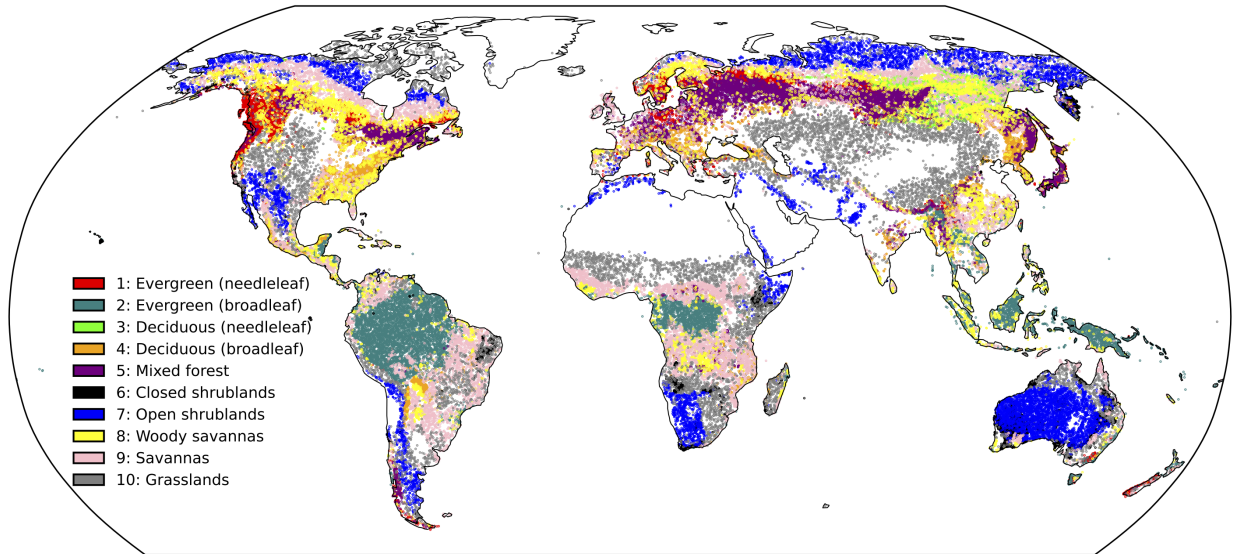 1: Evergreen (needleleaf)
2: Evergreen (broadleaf)
3: Deciduous (needleleaf)
4: Deciduous (broadleaf)
5: Mixed forest
6: Closed shrublands
7: Open shrublands
8: Woody savannas
9: Savannas
10: Grasslands